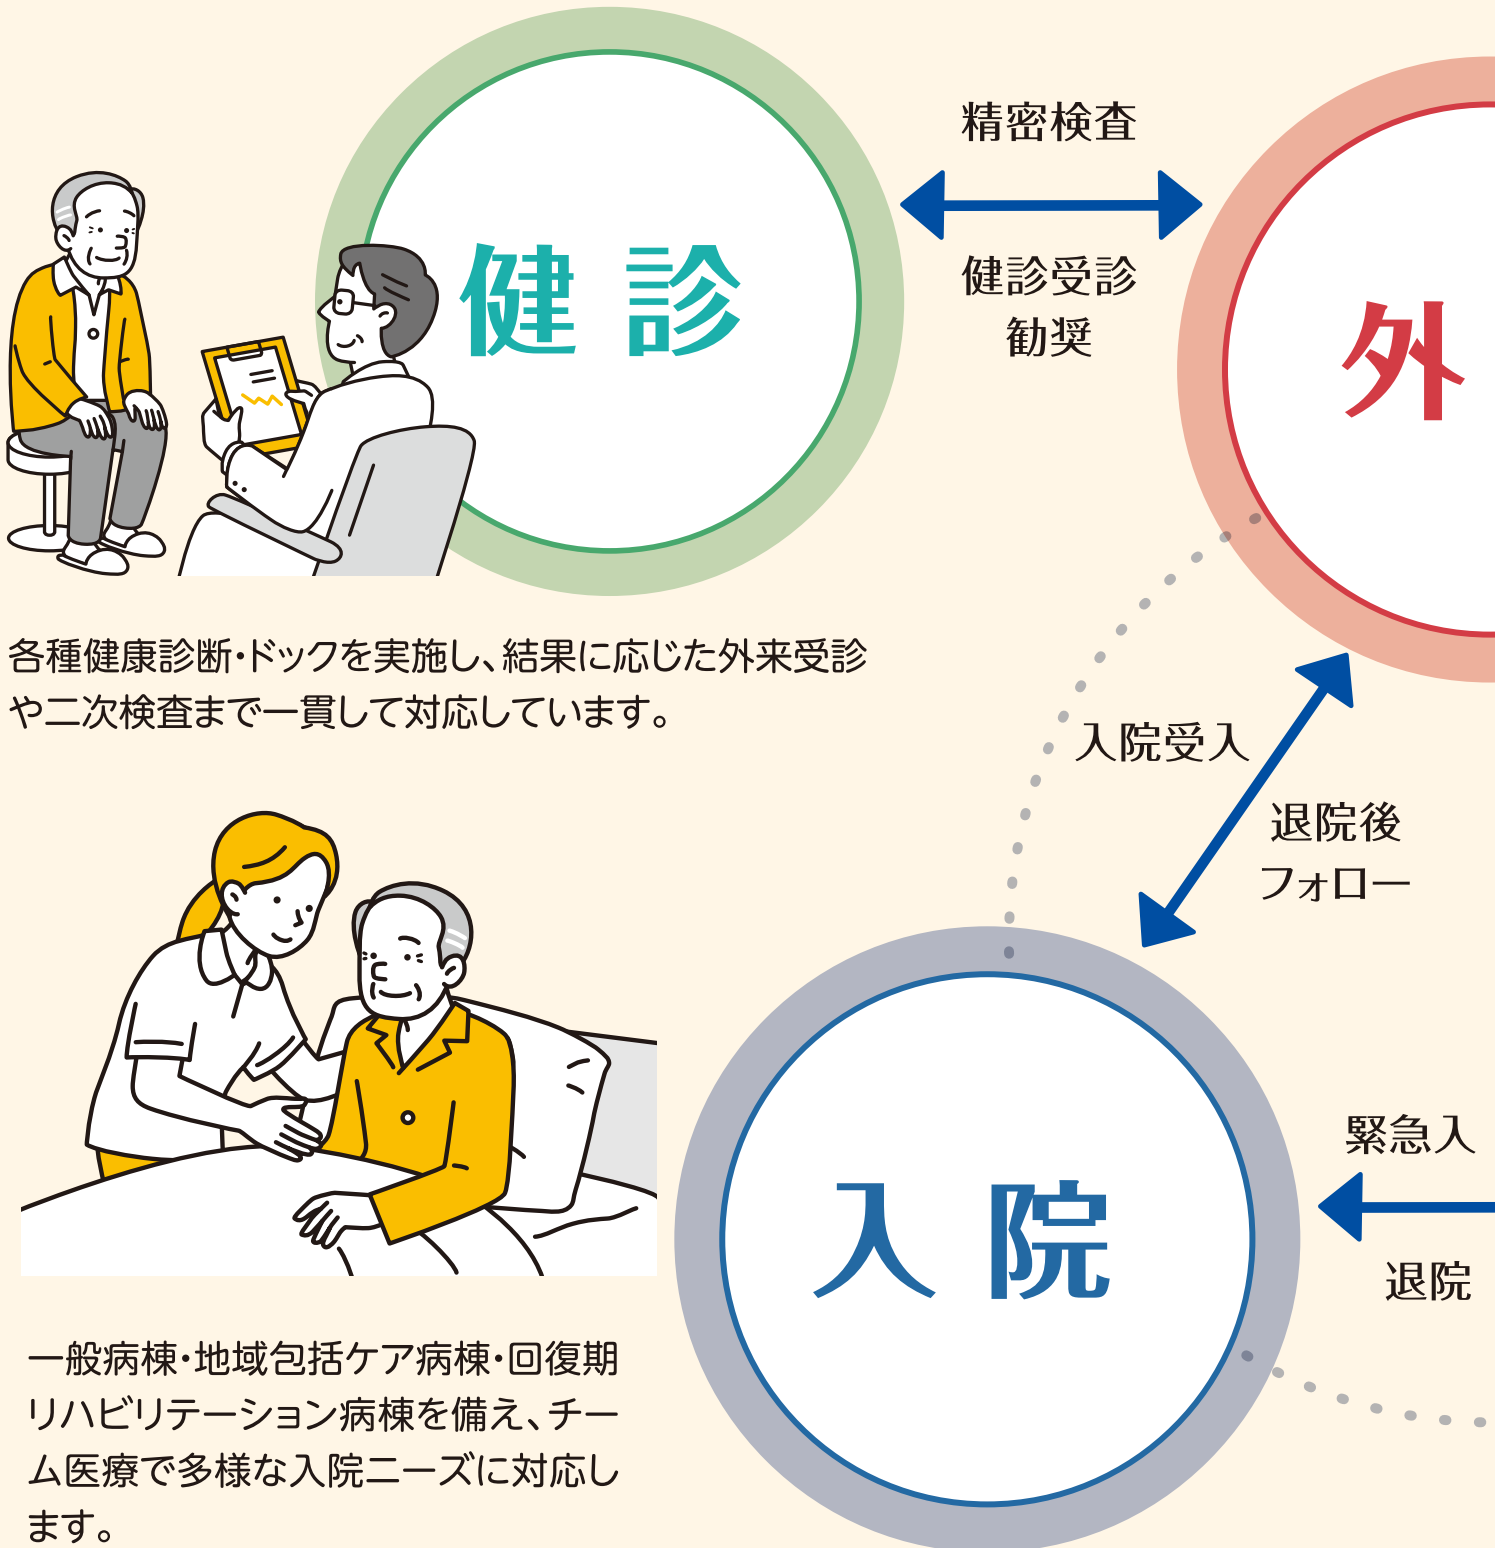 健診
精密検査
健診受診
勧奨
外
各種健康診断・ドックを実施し、結果に応じた外来受診
や二次検査まで一貫して対応しています。
入院受入
退院後
フォロー
入院
緊急入
退院
一般病棟・地域包括ケア病棟・回復期
リハビリテーション病棟を備え、チー
ム医療で多様な入院ニーズに対応し
ます。